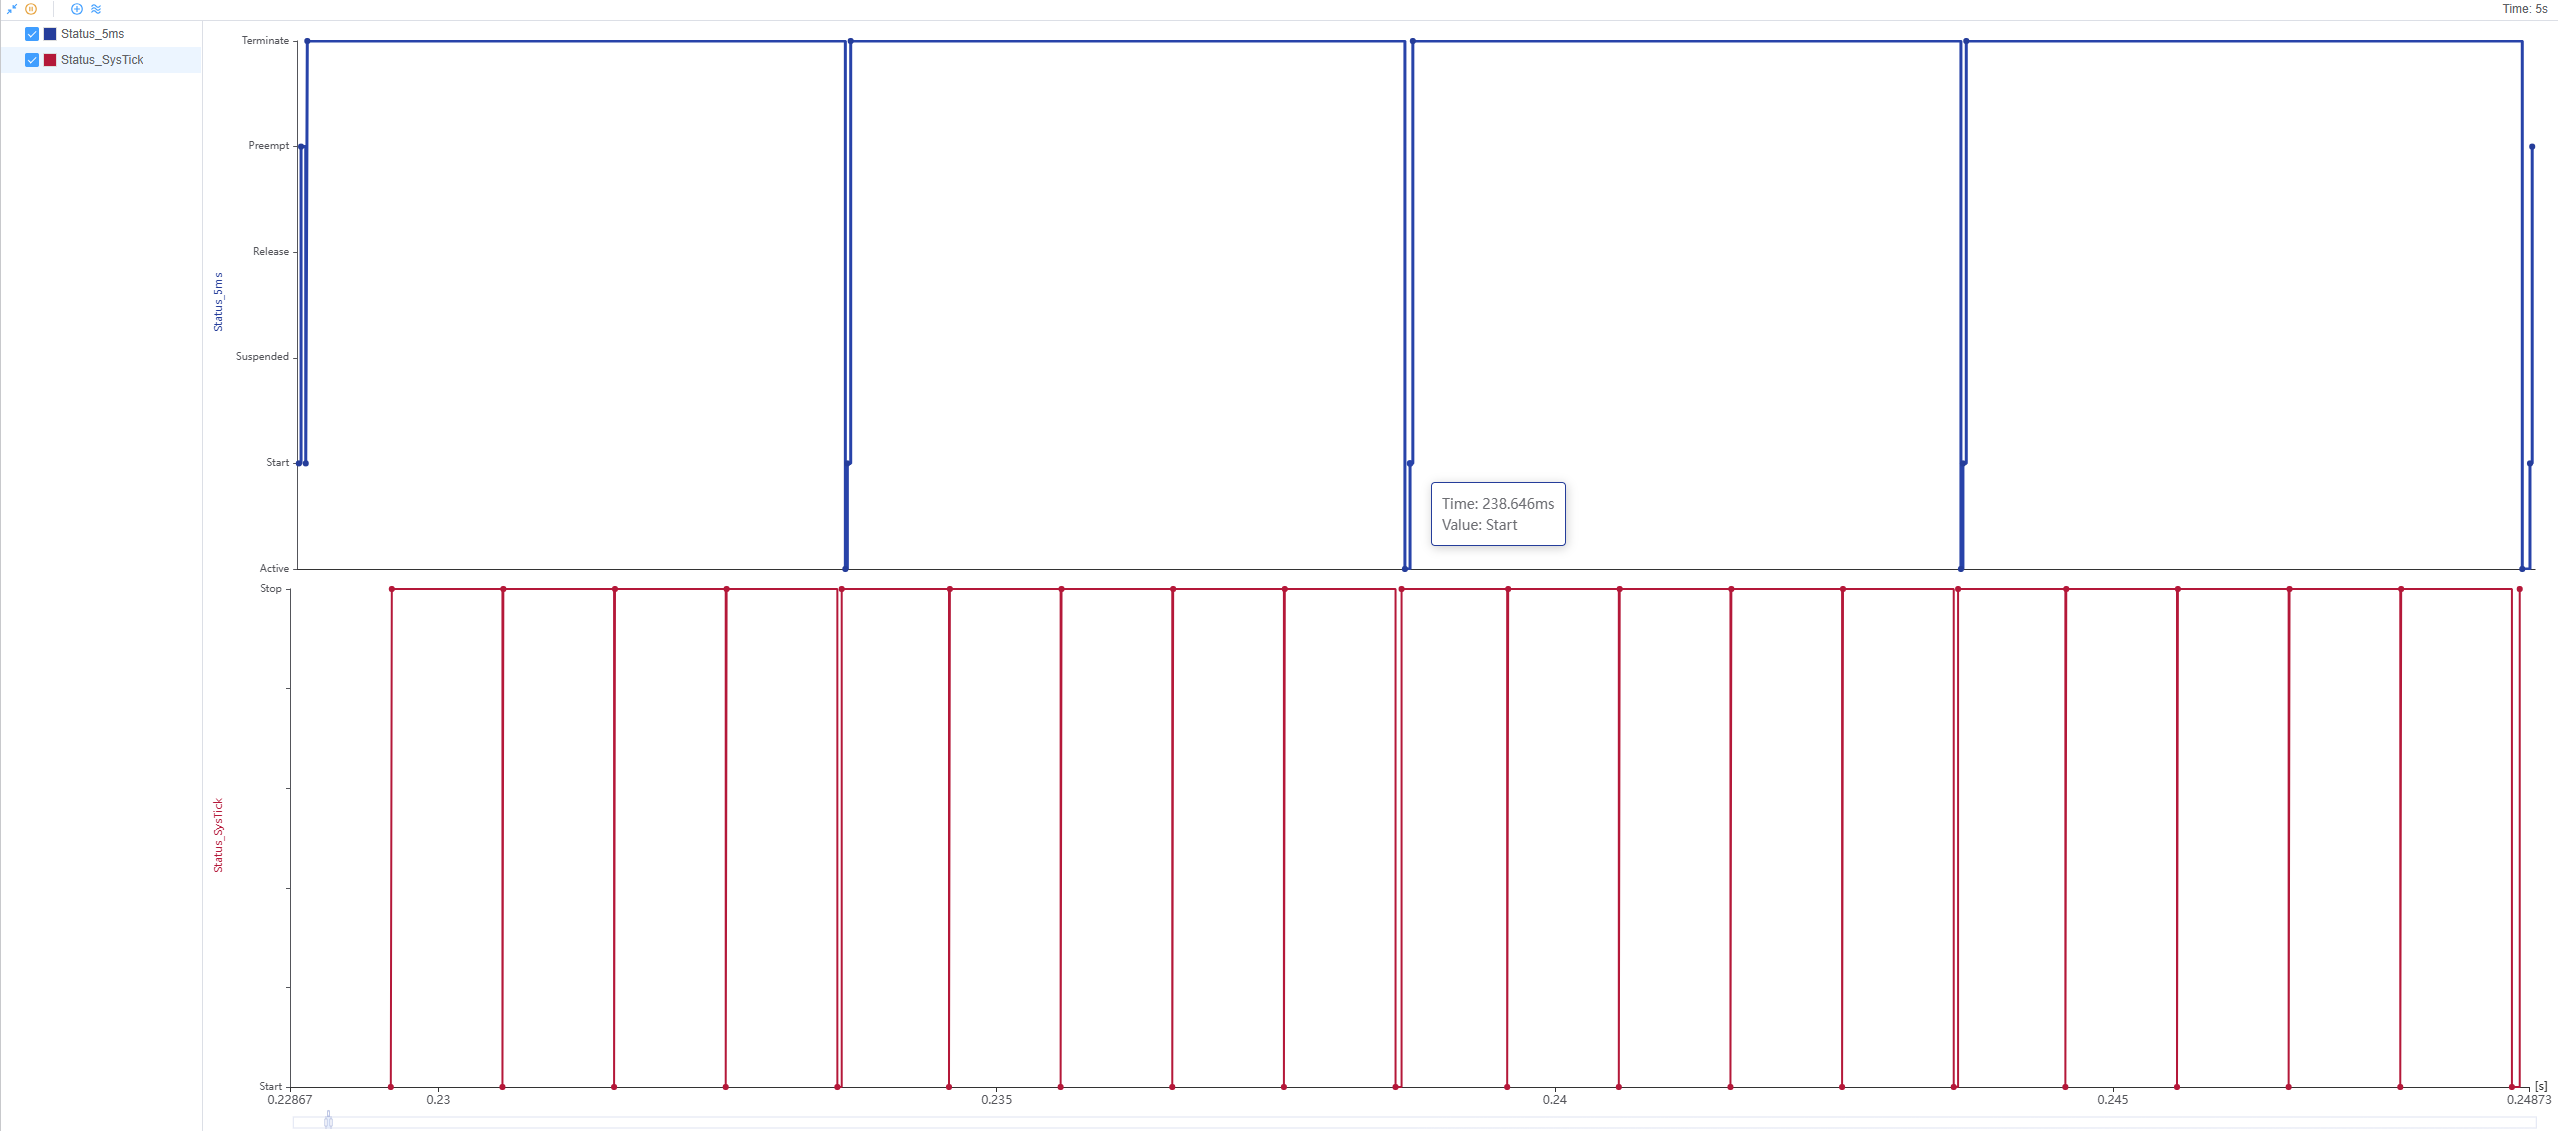 Time: 5s
Status_5ms
Status_SysTick
Terminate
Preempt
Release
Suspended
Start
Active
Status_5ms
Time: 238.646ms
Value: Start
Stop
Start
Status_SysTick
[s]
0.22867
0.23
0.235
0.24
0.245
0.24873